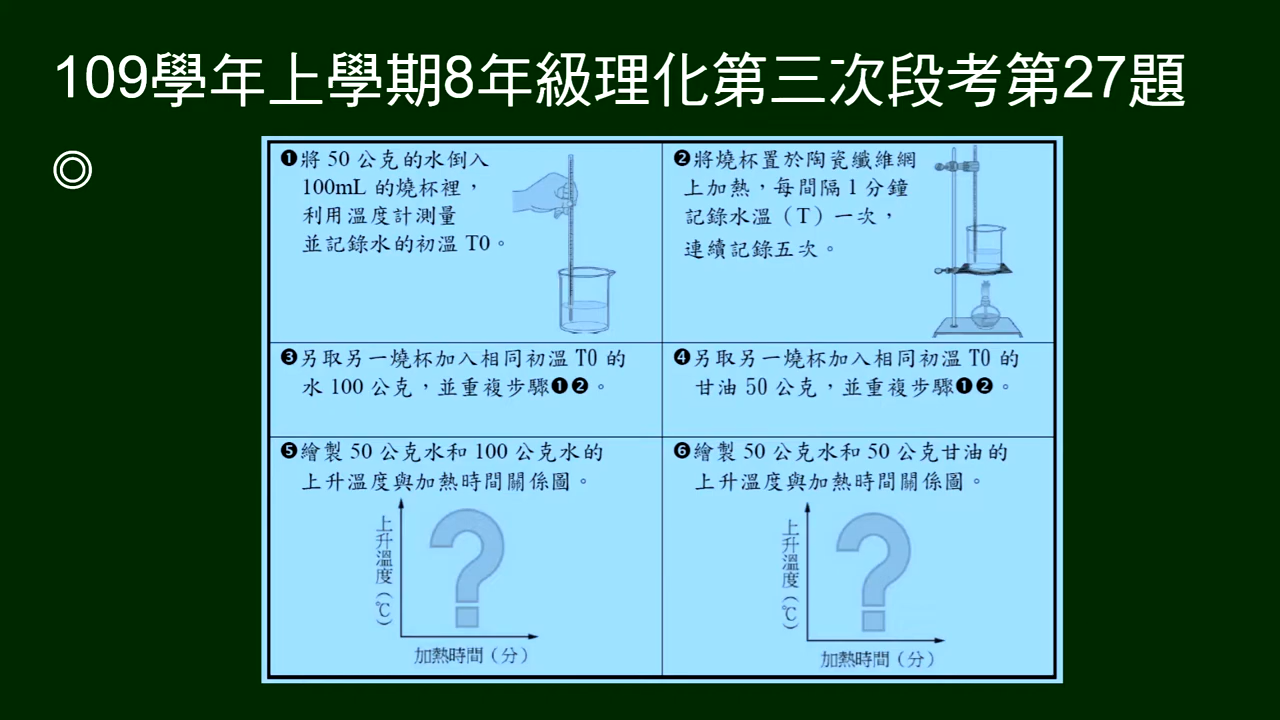 109學年上學期8年級理化第三次段考第27題
◎
❶將 50 公克的水倒入
100mL 的燒杯裡，
利用溫度計測量
並記錄水的初溫 T0。
❷將燒杯置於陶瓷纖維網
上加熱，每間隔 1 分鐘
記錄水溫（T）一次，
連續記錄五次。
❸另取另一燒杯加入相同初溫 T0 的
水 100 公克，並重複步驟❶❷。
❹另取另一燒杯加入相同初溫 T0 的
甘油 50 公克，並重複步驟❶❷。
❺繪製 50 公克水和 100 公克水的
上升溫度與加熱時間關係圖。
上升溫度（℃）
?
加熱時間（分）
❻繪製 50 公克水和 50 公克甘油的
上升溫度與加熱時間關係圖。
上升溫度（℃）
?
加熱時間（分）